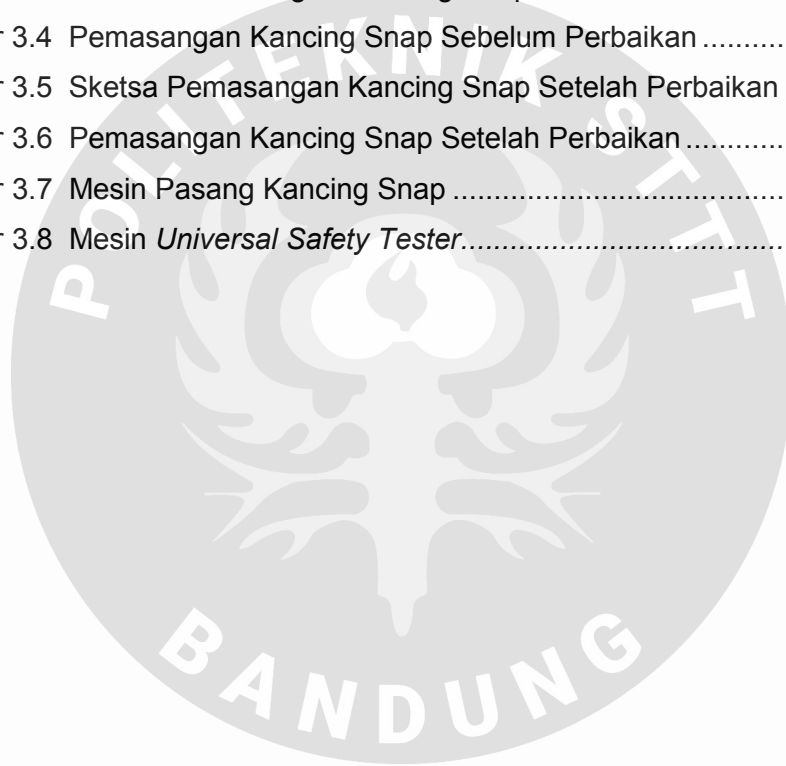 r 3.4 Pemasangan Kancing Snap Sebelum Perbaikan ..........
r 3.5 Sketsa Pemasangan Kancing Snap Setelah Perbaikan
r 3.6 Pemasangan Kancing Snap Setelah Perbaikan ............
r 3.7 Mesin Pasang Kancing Snap ........................................
r 3.8 Mesin Universal Safety Tester.......................................
POLITEKNIK STTT
BANDUNG